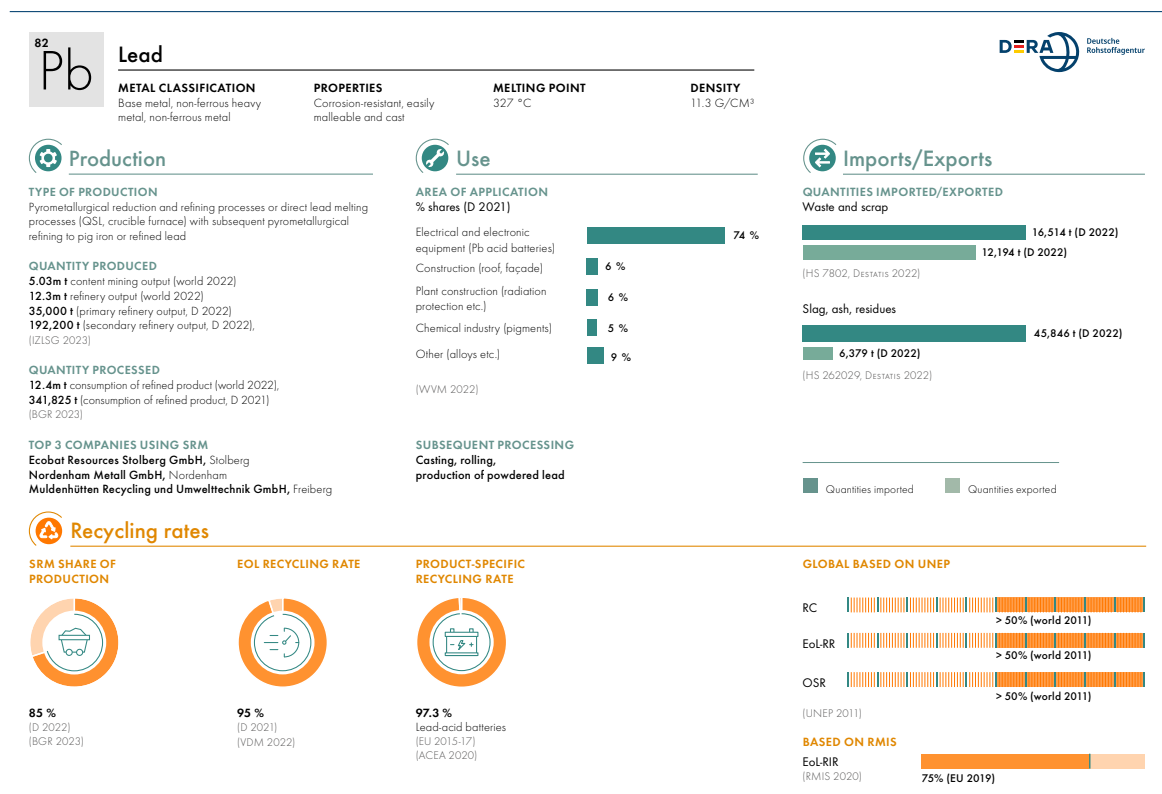 82
Pb
Lead
DERA
Deutsche
Rohstoffagentur
METAL CLASSIFICATION
Base metal, non-ferrous heavy
metal, non-ferrous metal
PROPERTIES
Corrosion-resistant, easily
malleable and cast
MELTING POINT
327 °C
DENSITY
11.3 G/CM³
Production
TYPE OF PRODUCTION
Pyrometallurgical reduction and refining processes or direct lead melting
processes (QSL, crucible furnace) with subsequent pyrometallurgical
refining to pig iron or refined lead
QUANTITY PRODUCED
5.03m t content mining output (world 2022)
12.3m t refinery output (world 2022)
35,000 t (primary refinery output, D 2022)
192,200 t (secondary refinery output, D 2022),
(IZLSG 2023)
QUANTITY PROCESSED
12.4m t consumption of refined product (world 2022),
341,825 t (consumption of refined product, D 2021)
(BGR 2023)
TOP 3 COMPANIES USING SRM
Ecobat Resources Stolberg GmbH, Stolberg
Nordenham Metall GmbH, Nordenham
Muldenhütten Recycling und Umwelttechnik GmbH, Freiberg
Use
AREA OF APPLICATION
% shares (D 2021)
Electrical and electronic
equipment (Pb acid batteries)
74 %
Construction (roof, façade)
6 %
Plant construction (radiation
protection etc.)
6 %
Chemical industry (pigments)
5 %
Other (alloys etc.)
9 %
(WVM 2022)
SUBSEQUENT PROCESSING
Casting, rolling,
production of powdered lead
Imports/Exports
QUANTITIES IMPORTED/EXPORTED
Waste and scrap
16,514 t (D 2022)
12,194 t (D 2022)
(HS 7802, Destatis 2022)
Slag, ash, residues
45,846 t (D 2022)
6,379 t (D 2022)
(HS 262029, Destatis 2022)
Quantities imported
Quantities exported
Recycling rates
SRM SHARE OF
PRODUCTION
85 %
(D 2022)
(BGR 2023)
EOL RECYCLING RATE
95 %
(D 2021)
(VDM 2022)
PRODUCT-SPECIFIC
RECYCLING RATE
97.3 %
Lead-acid batteries
(EU 2015-17)
(ACEA 2020)
GLOBAL BASED ON UNEP
RC
> 50% (world 2011)
EoL-RR
> 50% (world 2011)
OSR
> 50% (world 2011)
(UNEP 2011)
BASED ON RMIS
EoL-RIR
(RMIS 2020)
75% (EU 2019)